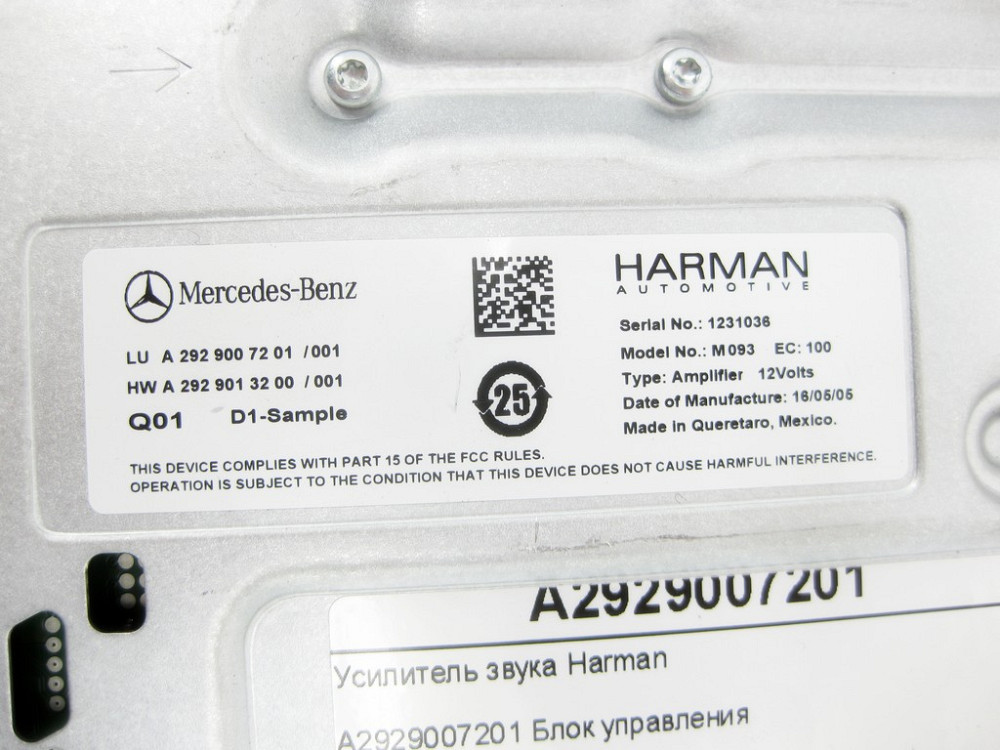 Mercedes-Benz
LU A 292 900 72 01 /001
HW A 292 901 32 00 /001
Q01 D1-Sample
25
HARMAN
AUTOMOTIVE
Serial No.: 1231036
Model No.: M093 EC: 100
Type: Amplifier 12Volts
Date of Manufacture: 16/05/05
Made in Queretaro, Mexico.
THIS DEVICE COMPLIES WITH PART 15 OF THE FCC RULES.
OPERATION IS SUBJECT TO THE CONDITION THAT THIS DEVICE DOES NOT CAUSE HARMFUL INTERFERENCE.
A2929007201
Усилитель звука Harman
A2929007201 Блок управления